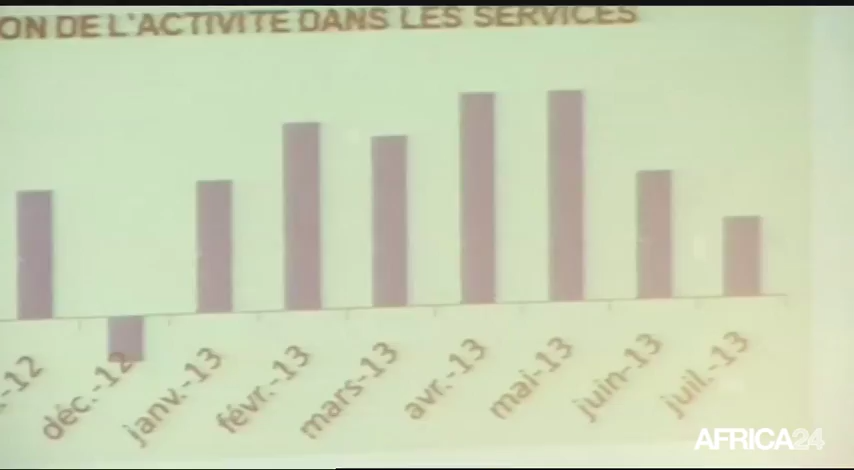 ON DE L'ACTIVITE DANS LES SERVICES
-12
déc.-12
janv.-13
févr.-13
mars-13
avr.-13
mai-13
juin-13
juil.-13
AFRICA24